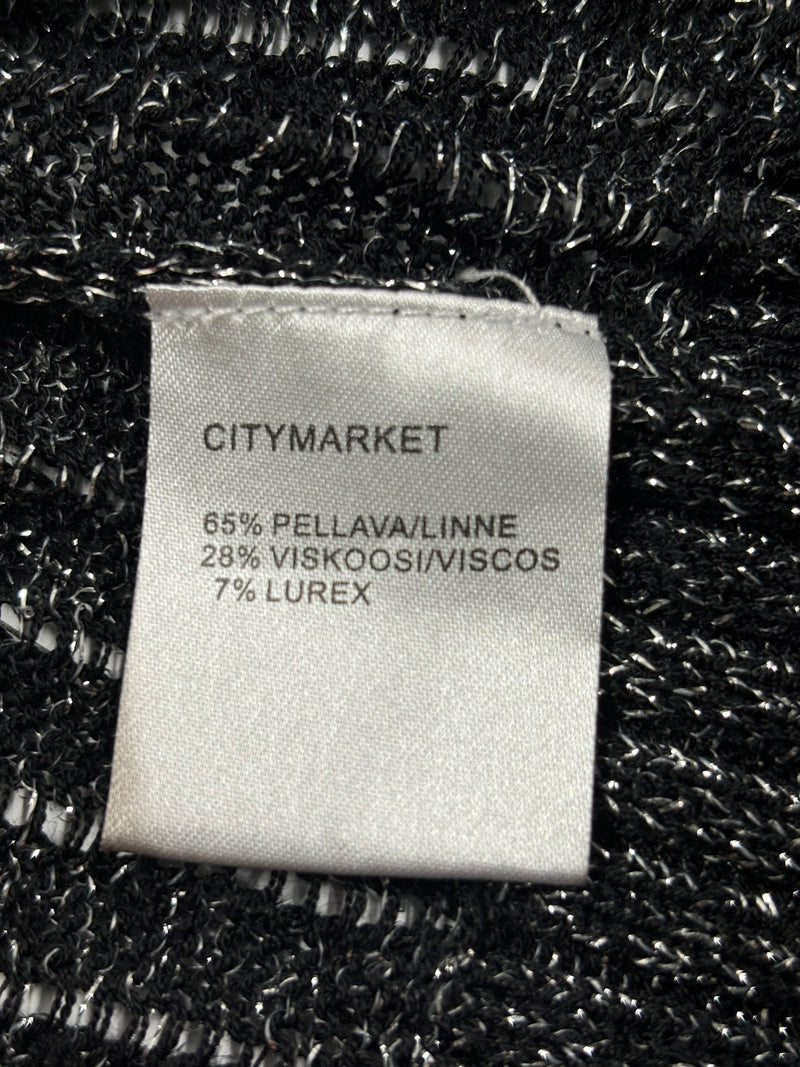 CITYMARKET
65% PELLAVA/LINNE
28% VISKOOSI/VISCOS
7% LUREX